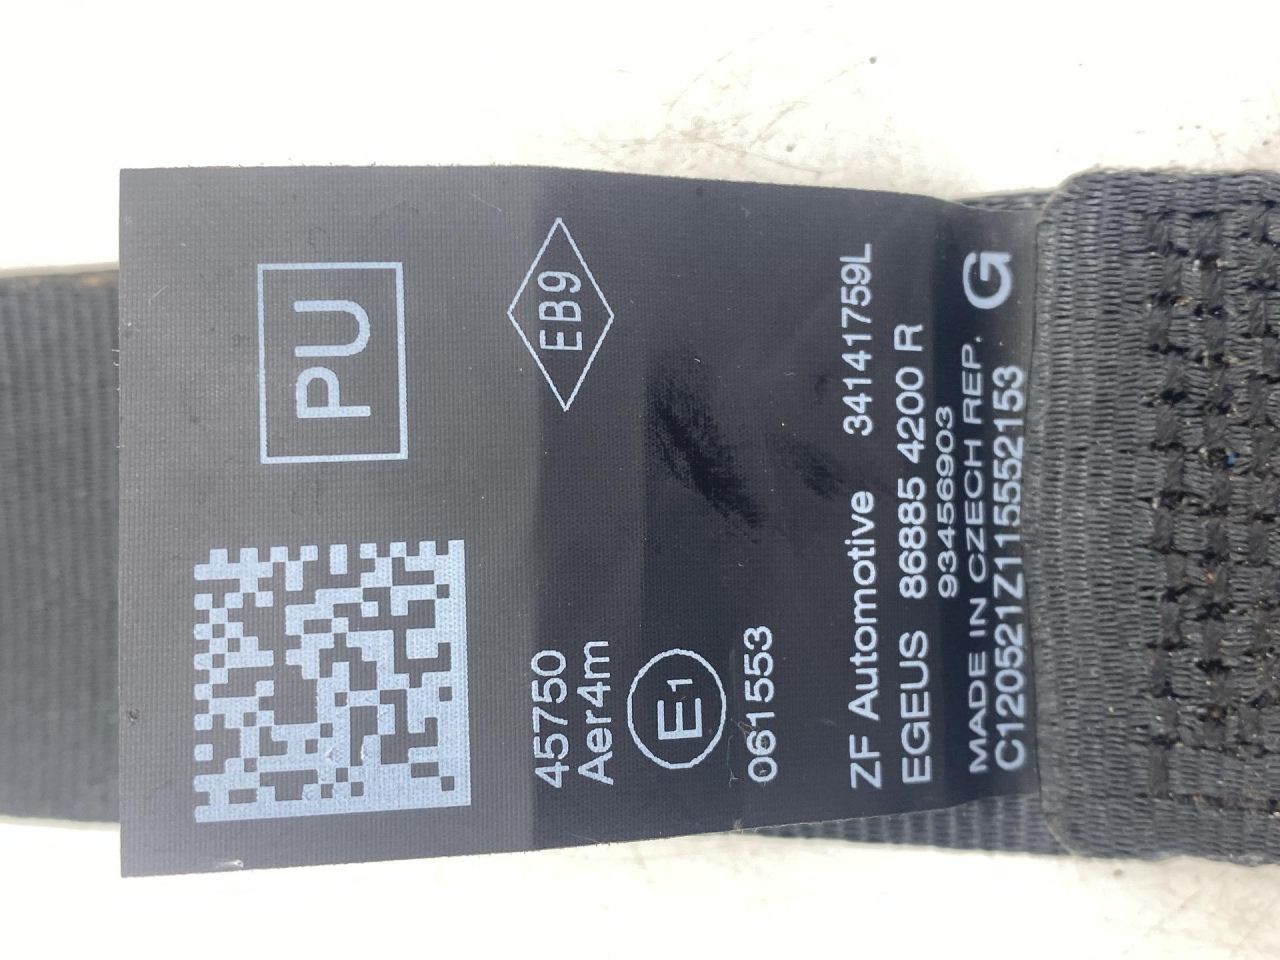 PU
EB9
45750
Aer4m
E1
061553
ZF Automotive 34141759L
EGEUS 86885 4200 R
93456903
MADE IN CZECH REP. G
C120521Z115552153